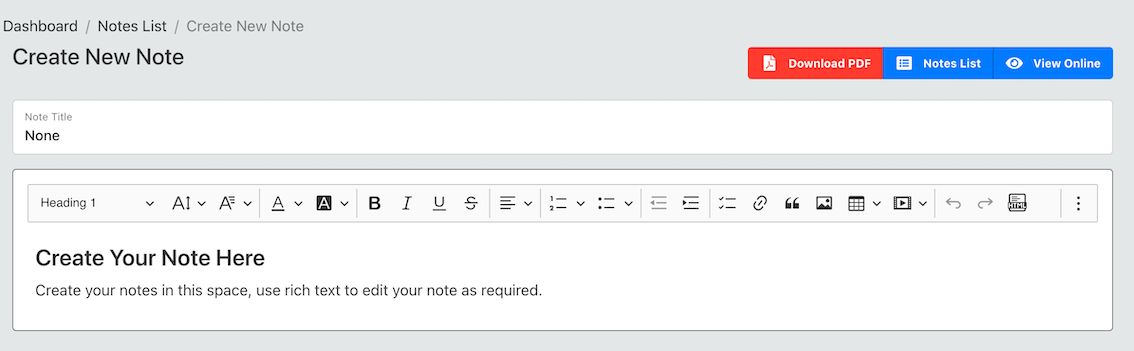 Dashboard / Notes List / Create New Note
Create New Note
Download PDF
Notes List
View Online
Note Title
None
Heading 1
Create Your Note Here
Create your notes in this space, use rich text to edit your note as required.